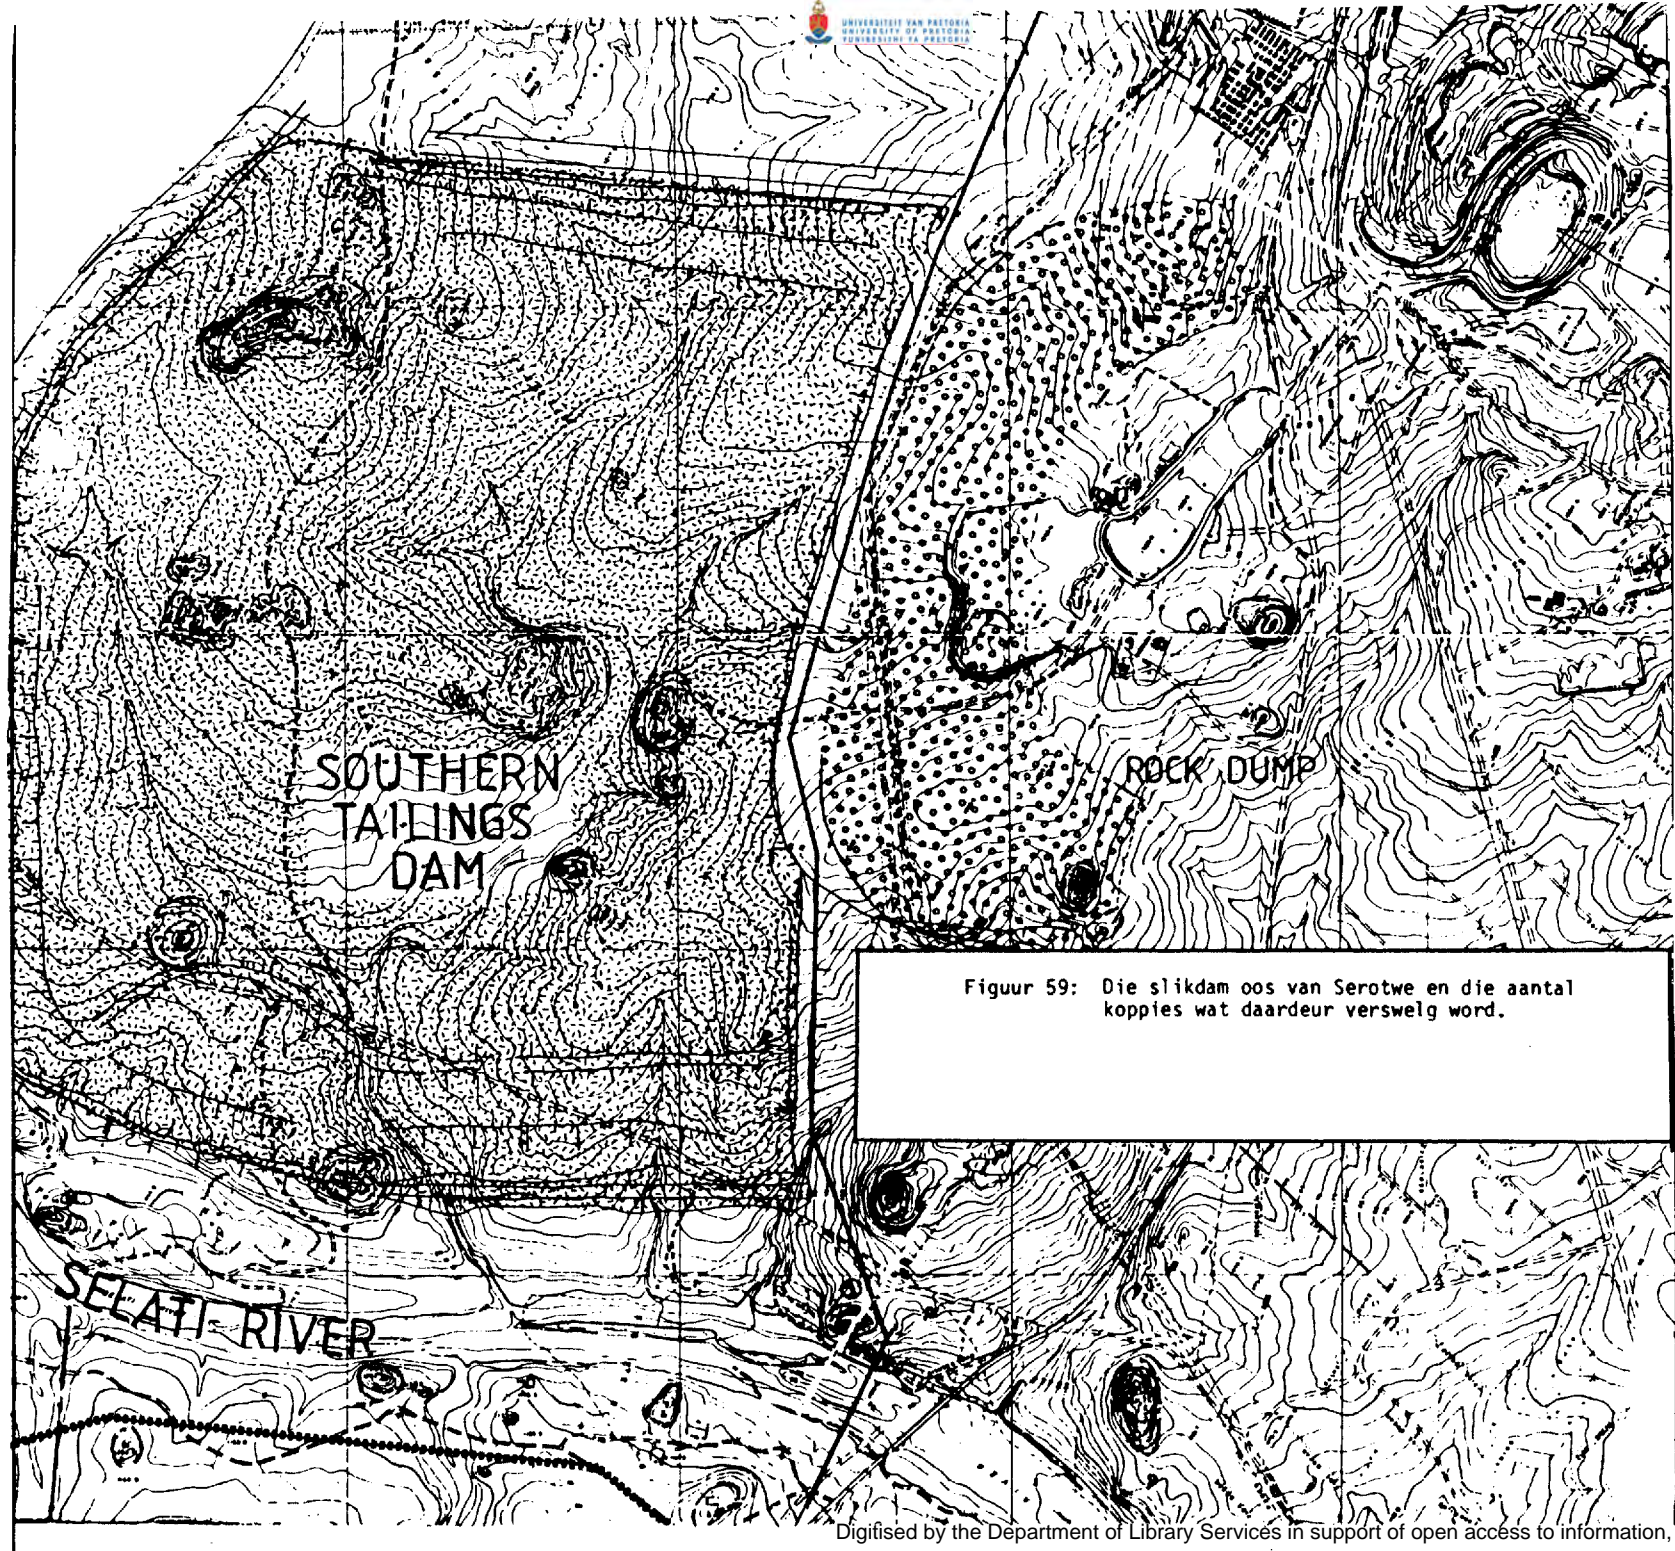 UNIVERSITEIT VAN PRETORIA
UNIVERSITY OF PRETORIA
YUNIBESITHI YA PRETORIA
SOUTHERN
TAILINGS
DAM
ROCK DUMP
Figuur 59: Die slikdam oos van Serotwe en die aantal
koppies wat daardeur verswelg word.
SELATI RIVER
Digitised by the Department of Library Services in support of open access to information,